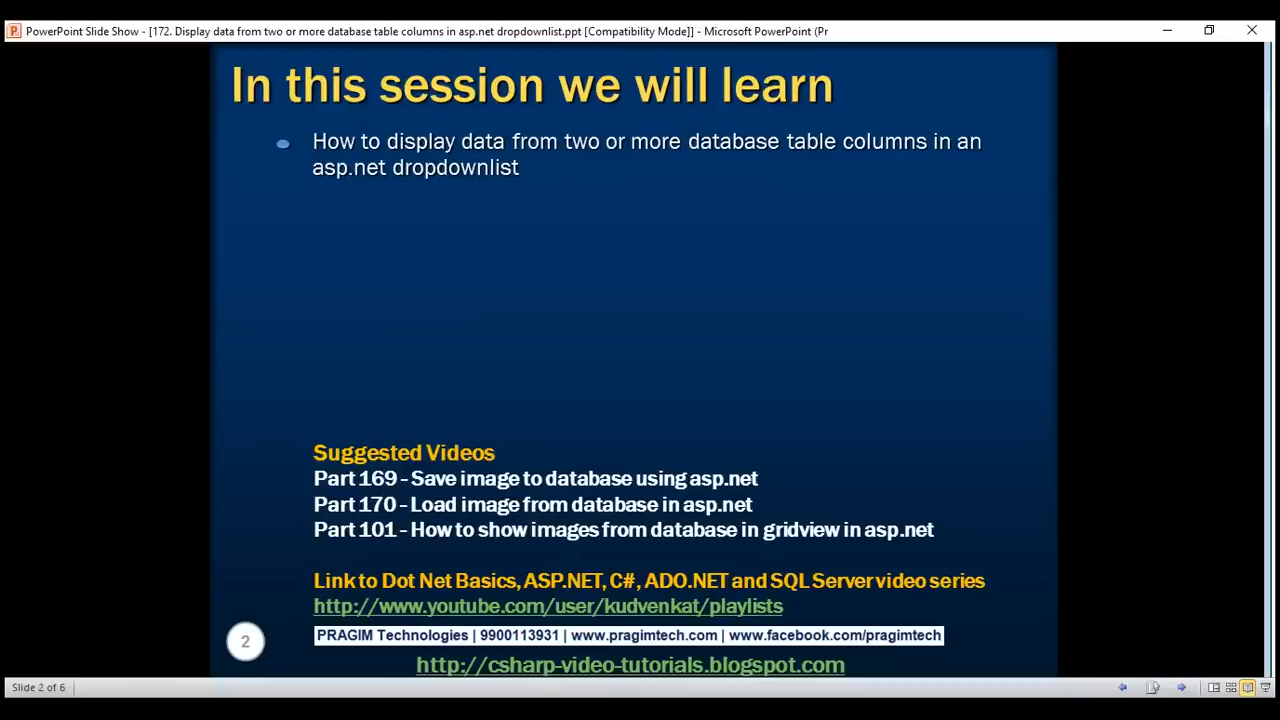 PowerPoint Slide Show - [172. Display data from two or more database table columns in asp.net dropdownlist.ppt [Compatibility Mode]] - Microsoft PowerPoint (Pr
In this session we will learn
How to display data from two or more database table columns in an
asp.net dropdownlist
Suggested Videos
Part 169 - Save image to database using asp.net
Part 170 - Load image from database in asp.net
Part 101 - How to show images from database in gridview in asp.net
Link to Dot Net Basics, ASP.NET, C#, ADO.NET and SQL Server video series
http://www.youtube.com/user/kudvenkat/playlists
2
PRAGIM Technologies | 9900113931 | www.pragimtech.com | www.facebook.com/pragimtech
http://csharp-video-tutorials.blogspot.com
Slide 2 of 6